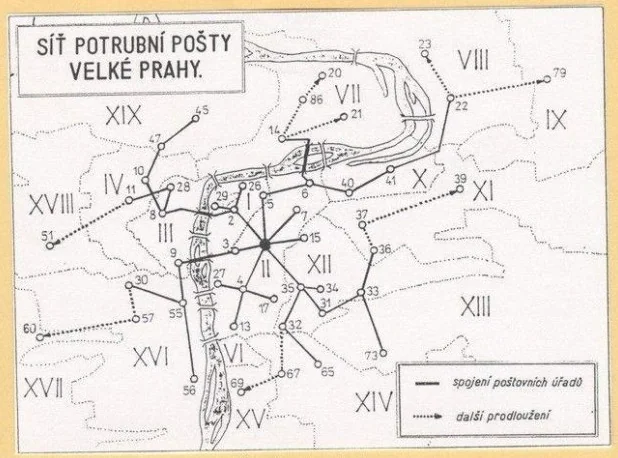 SÍŤ POTRUBNÍ POŠTY
VELKÉ PRAHY.
23
VIII
20
79
86
VII
22
45
21
XIX
IX
14
47
10
28
26
41
X
11
IV
I
6
40
39
XI
29
5
XVIII
8
2
7
37
III
51
3
15
36
9
II
XII
27
4
35
34
33
30
17
31
XIII
55
57
13
32
60
XVI
VI
73
65
56
67
XVII
69
XV
XIV
spojení poštovních úřadů
další prodloužení